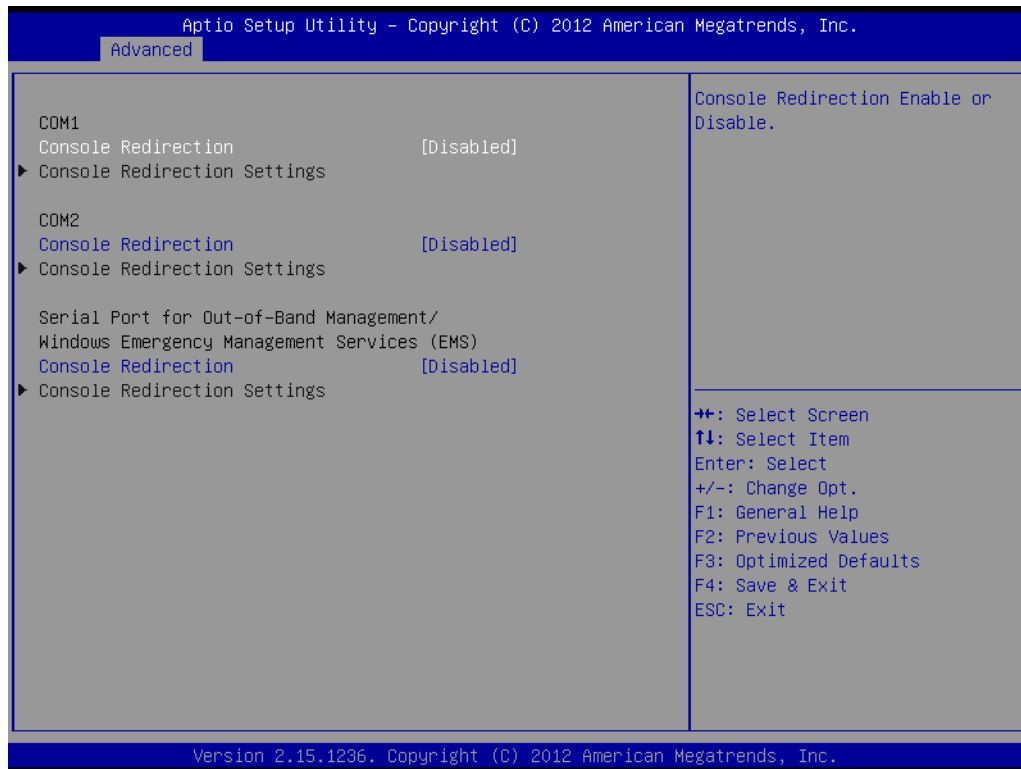 Aptio Setup Utility – Copyright (C) 2012 American Megatrends, Inc.
Advanced
COM1
Console Redirection [Disabled]
▶ Console Redirection Settings
COM2
Console Redirection [Disabled]
▶ Console Redirection Settings
Serial Port for Out-of-Band Management/
Windows Emergency Management Services (EMS)
Console Redirection [Disabled]
▶ Console Redirection Settings
Console Redirection Enable or
Disable.
→←: Select Screen
↑↓: Select Item
Enter: Select
+/-: Change Opt.
F1: General Help
F2: Previous Values
F3: Optimized Defaults
F4: Save & Exit
ESC: Exit
Version 2.15.1236. Copyright (C) 2012 American Megatrends, Inc.